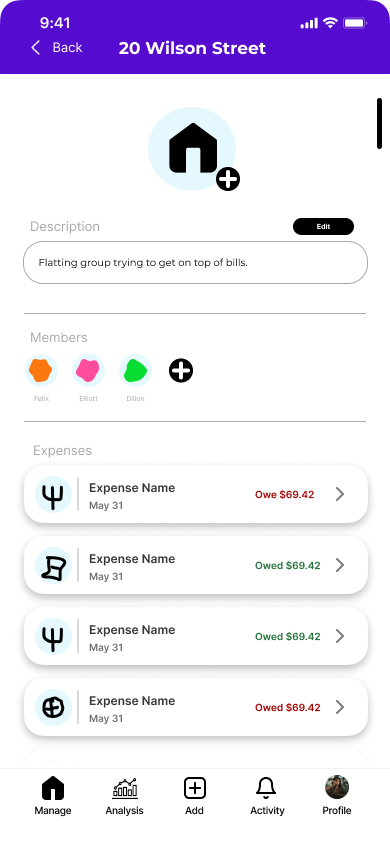 9:41
Back
20 Wilson Street
Description
Edit
Flatting group trying to get on top of bills.
Members
Felix
Elliott
Dillon
Expenses
Expense Name
Owe $69.42
May 31
Expense Name
Owed $69.42
May 31
Expense Name
Owed $69.42
May 31
Expense Name
Owed $69.42
May 31
Manage
Analysis
Add
Activity
Profile